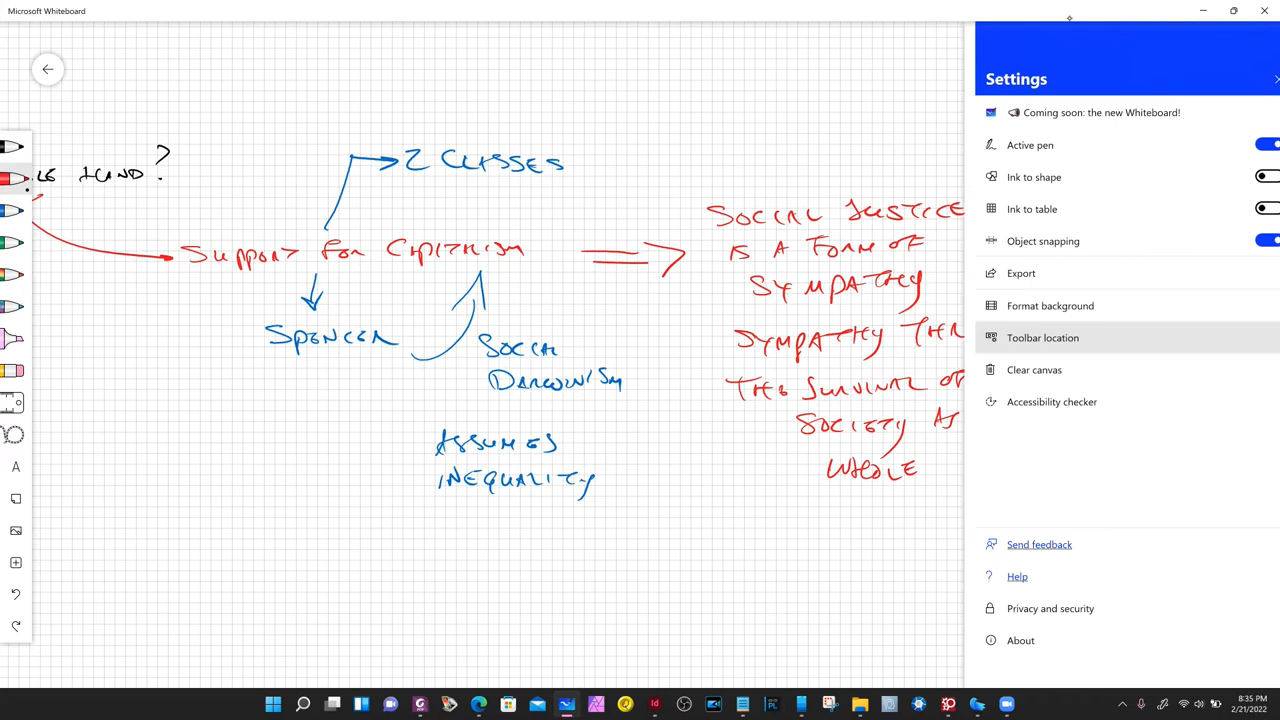 Microsoft Whiteboard
HAND?
2 CLASSES
SUPPORT FOR CAPITALISM
SPENCER
SOCIAL
DARWINISM
ASSUMES
INEQUALITY
SOCIAL JUSTICE
IS A FORM OF
SYMPATHY
SYMPATHY THR
THE SURVIVAL OF
SOCIETY AS
WHOLE
Settings
Coming soon: the new Whiteboard!
Active pen
Ink to shape
Ink to table
Object snapping
Export
Format background
Toolbar location
Clear canvas
Accessibility checker
Send feedback
Help
Privacy and security
About
8:35 PM
2/21/2022